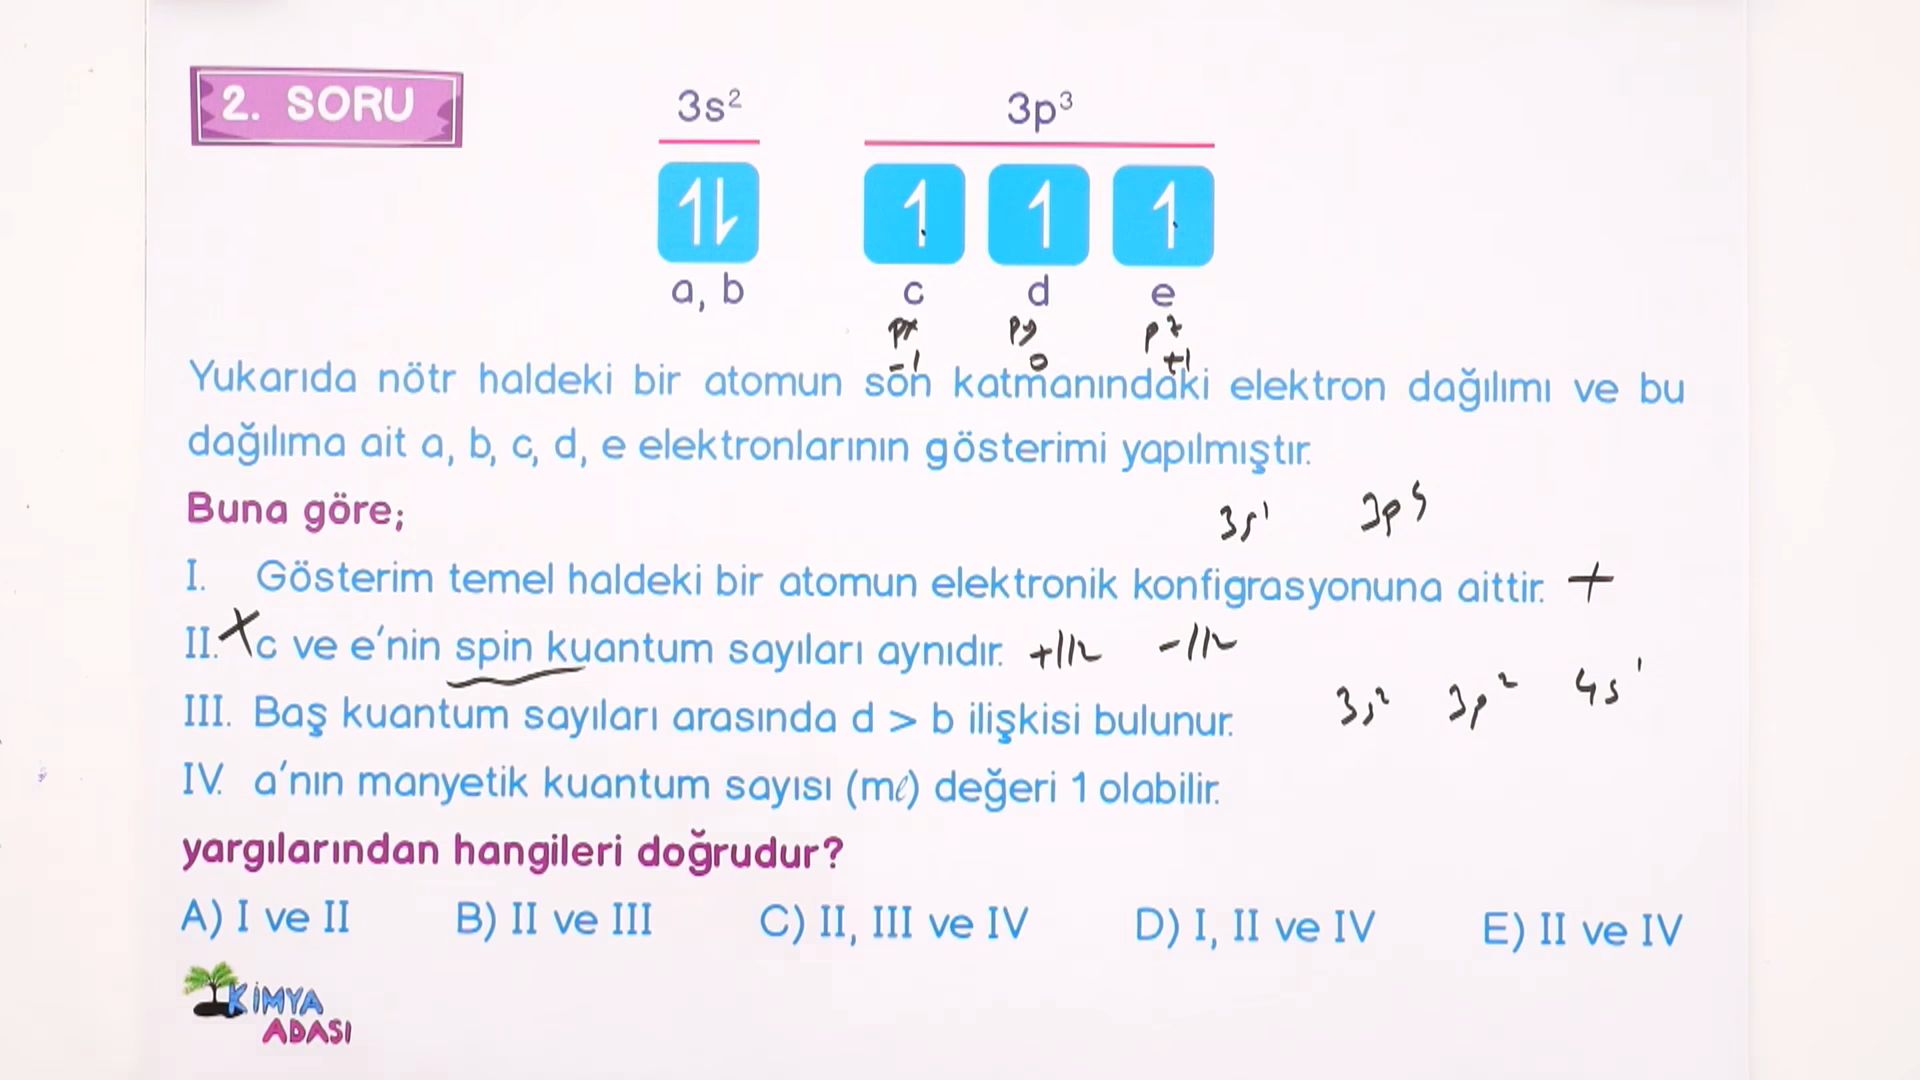 2. SORU
3s² 3p³
1 1 1 1
a, b c d e
px py pz
-1 0 +1
Yukarıda nötr haldeki bir atomun son katmanındaki elektron dağılımı ve bu
dağılıma ait a, b, c, d, e elektronlarının gösterimi yapılmıştır.
Buna göre;
3s¹
I. Gösterim temel haldeki bir atomun elektronik konfigrasyonuna aittir. +
II. c ve e'nin spin kuantum sayıları aynıdır. +1/2 -1/2
III. Baş kuantum sayıları arasında d > b ilişkisi bulunur. 3s² 3p² 4s¹
IV. a'nın manyetik kuantum sayısı (mℓ) değeri 1 olabilir.
yargılarından hangileri doğrudur?
A) I ve II B) II ve III C) II, III ve IV D) I, II ve IV E) II ve IV
KİMYA
ADASI